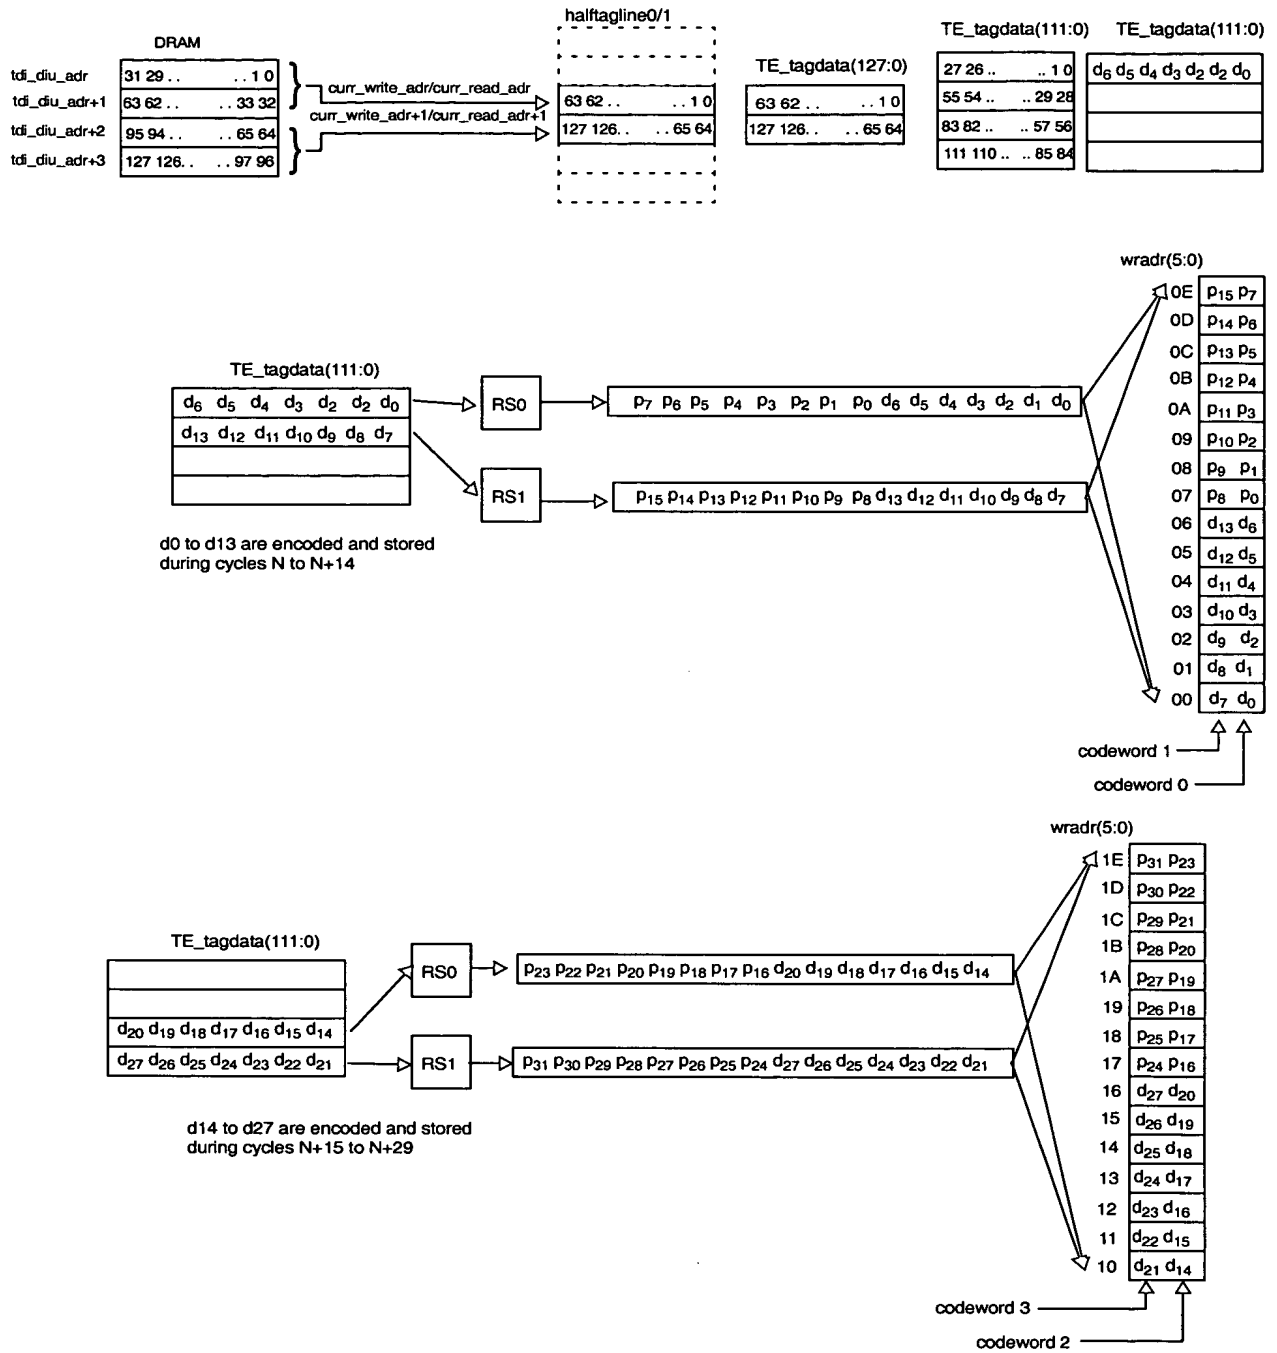 halftagline0/1
TE_tagdata(111:0) TE_tagdata(111:0)
DRAM
TE_tagdata(127:0)
tdi_diu_adr 31 29 . . . . 1 0
tdi_diu_adr+1 63 62 . . . . 33 32
tdi_diu_adr+2 95 94 . . . . 65 64
tdi_diu_adr+3 127 126. . . . 97 96
curr_write_adr/curr_read_adr
curr_write_adr+1/curr_read_adr+1
63 62 . . . . 1 0
127 126. . . . 65 64
63 62 . . . . 1 0
127 126. . . . 65 64
27 26 .. .. 1 0
55 54 .. .. 29 28
83 82 .. .. 57 56
111 110 .. .. 85 84
d6 d5 d4 d3 d2 d2 d0
wradr(5:0)
0E p15 p7
0D p14 p6
0C p13 p5
0B p12 p4
0A p11 p3
09 p10 p2
08 p9 p1
07 p8 p0
06 d13 d6
05 d12 d5
04 d11 d4
03 d10 d3
02 d9 d2
01 d8 d1
00 d7 d0
codeword 1
codeword 0
TE_tagdata(111:0)
d6 d5 d4 d3 d2 d2 d0
d13 d12 d11 d10 d9 d8 d7
RS0
p7 p6 p5 p4 p3 p2 p1 p0 d6 d5 d4 d3 d2 d1 d0
RS1
p15 p14 p13 p12 p11 p10 p9 p8 d13 d12 d11 d10 d9 d8 d7
d0 to d13 are encoded and stored
during cycles N to N+14
wradr(5:0)
1E p31 p23
1D p30 p22
1C p29 p21
1B p28 p20
1A p27 p19
19 p26 p18
18 p25 p17
17 p24 p16
16 d27 d20
15 d26 d19
14 d25 d18
13 d24 d17
12 d23 d16
11 d22 d15
10 d21 d14
codeword 3
codeword 2
TE_tagdata(111:0)
d20 d19 d18 d17 d16 d15 d14
d27 d26 d25 d24 d23 d22 d21
RS0
p23 p22 p21 p20 p19 p18 p17 p16 d20 d19 d18 d17 d16 d15 d14
RS1
p31 p30 p29 p28 p27 p26 p25 p24 d27 d26 d25 d24 d23 d22 d21
d14 to d27 are encoded and stored
during cycles N+15 to N+29